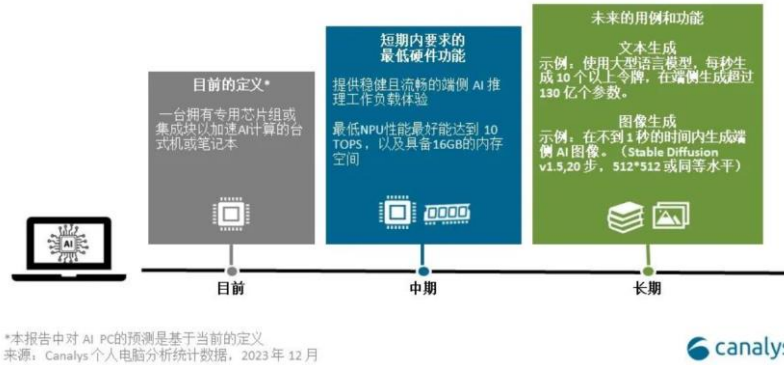 目前的定义*
一台拥有专用芯片组或
集成块以加速AI计算的台
式机或笔记本
短期内要求的
最低硬件功能
提供稳健且流畅的端侧 AI 推
理工作负载体验
最低NPU性能最好能达到 10
TOPS，以及具备16GB的内存
空间
未来的用例和功能
文本生成
示例：使用大型语言模型，每秒生
成 10 个以上令牌，在端侧生成超过
130 亿个参数。
图像生成
示例：在不到 1 秒的时间内生成端
侧 AI 图像。（Stable Diffusion
v1.5,20 步，512*512 或同等水平）
AI
目前
中期
长期
*本报告中对 AI PC的预测是基于当前的定义
来源：Canalys 个人电脑分析统计数据，2023 年 12 月
canalys